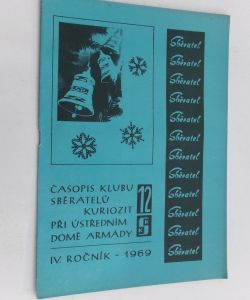 Sběratel
Sběratel
Sběratel
Sběratel
Sběratel
Sběratel
Sběratel
Sběratel
Sběratel
Sběratel
Sběratel
Sběratel
ČASOPIS KLUBU
SBĚRATELŮ
KURIOZIT
PŘI ÚSTŘEDNÍM
DOMĚ ARMÁDY
12
IV. ROČNÍK - 1969